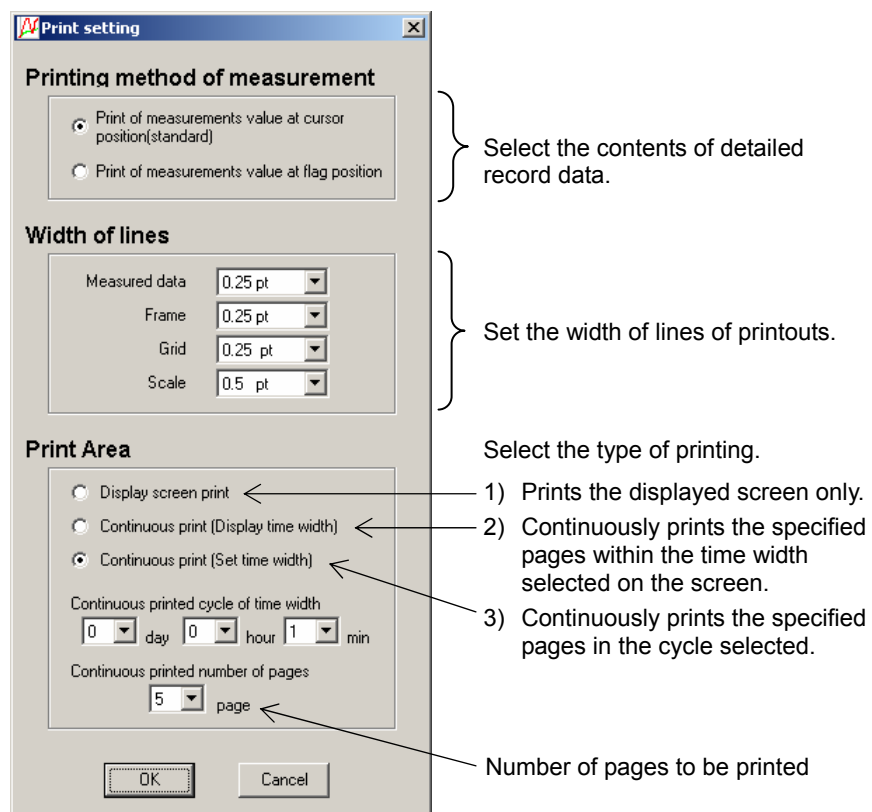 Print setting
Printing method of measurement
Print of measurements value at cursor
position(standard)
Print of measurements value at flag position
Select the contents of detailed
record data.
Width of lines
Measured data 0.25 pt
Frame 0.25 pt
Grid 0.25 pt
Scale 0.5 pt
Set the width of lines of printouts.
Print Area
Display screen print
Continuous print (Display time width)
Continuous print (Set time width)
Continuous printed cycle of time width
0 day 0 hour 1 min
Continuous printed number of pages
5 page
Select the type of printing.
1) Prints the displayed screen only.
2) Continuously prints the specified
pages within the time width
selected on the screen.
3) Continuously prints the specified
pages in the cycle selected.
Number of pages to be printed
OK Cancel